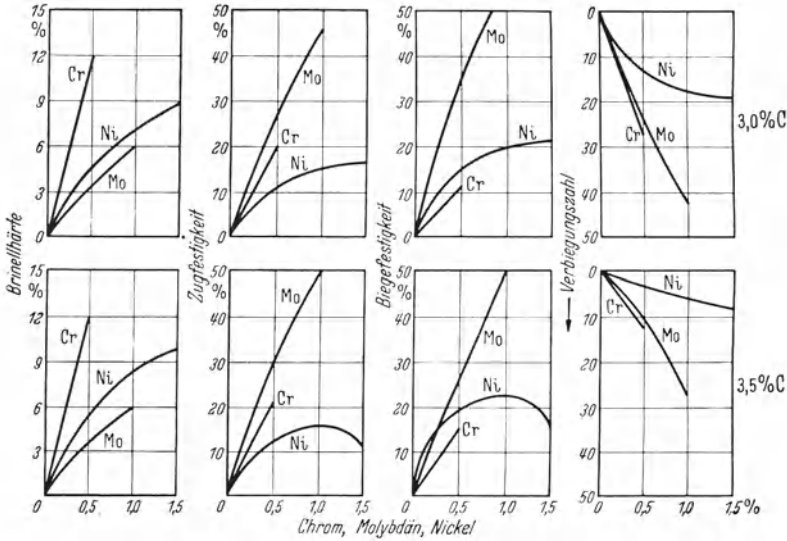 15
%
12
9
6
3
0
Cr
Ni
Mo
Brinellhärte
50
%
40
30
20
10
0
Mo
Cr
Ni
Zugfestigkeit
50
%
40
30
20
10
0
Mo
Ni
Cr
Biegefestigkeit
0
10
20
30
40
50
Ni
Cr
Mo
Verbiegungszahl
3,0%C
15
%
12
9
6
3
0 0,5 1,0 1,5
Cr
Ni
Mo
50
%
40
30
20
10
0 0,5 1,0 1,5
Mo
Cr
Ni
50
%
40
30
20
10
0 0,5 1,0 1,5
Mo
Ni
Cr
0
10
20
30
40
50
0 0,5 1,0 1,5 %
Ni
Cr
Mo
3,5%C
Chrom, Molybdän, Nickel